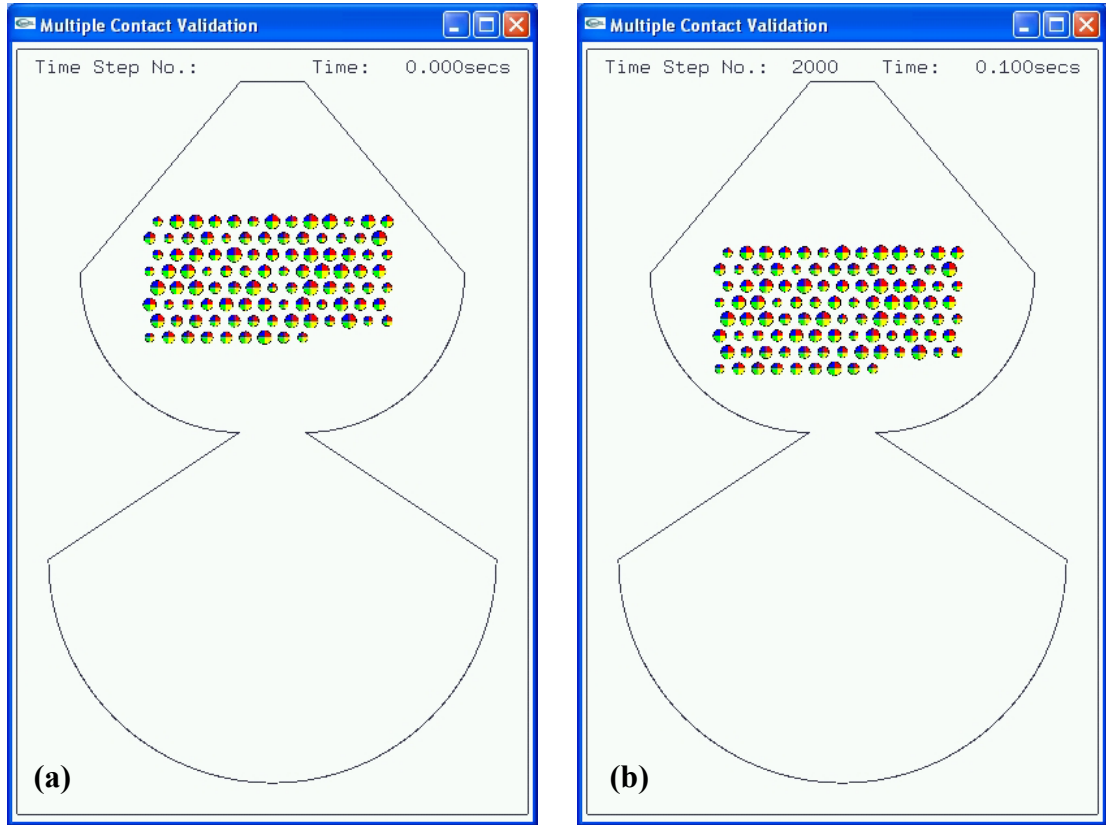 Multiple Contact Validation
Time Step No.: Time: 0.000secs
(a)
Multiple Contact Validation
Time Step No.: 2000 Time: 0.100secs
(b)